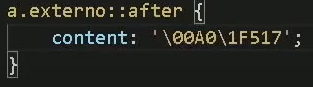 a.externo::after {
content: '\00A0\1F517';
}